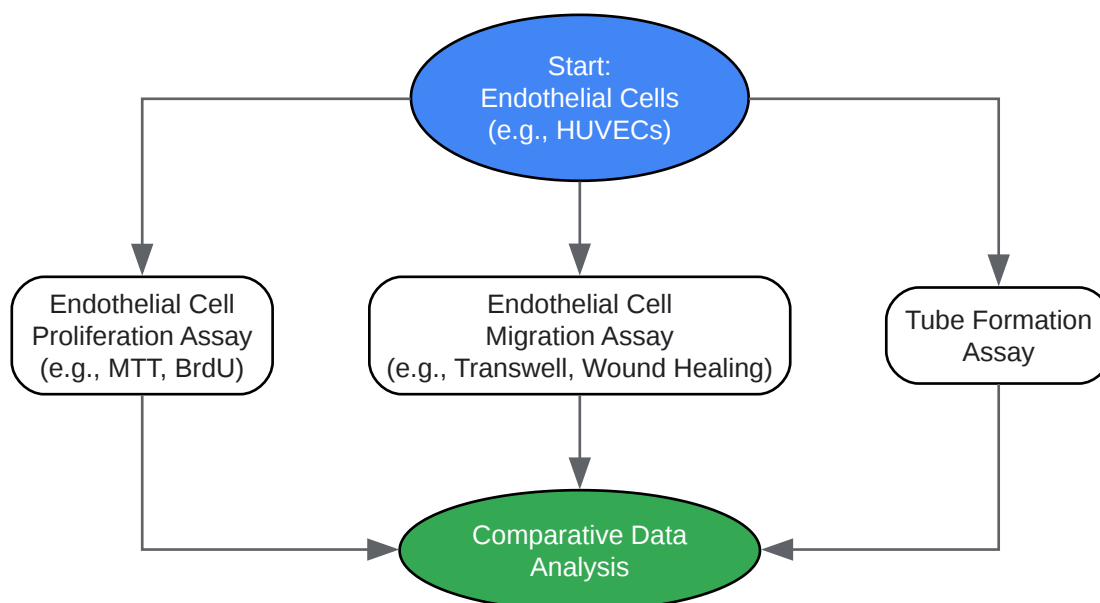 Start:
Endothelial Cells
(e.g., HUVECs)
Endothelial Cell
Proliferation Assay
(e.g., MTT, BrdU)
Endothelial Cell
Migration Assay
(e.g., Transwell, Wound Healing)
Tube Formation
Assay
Comparative Data
Analysis